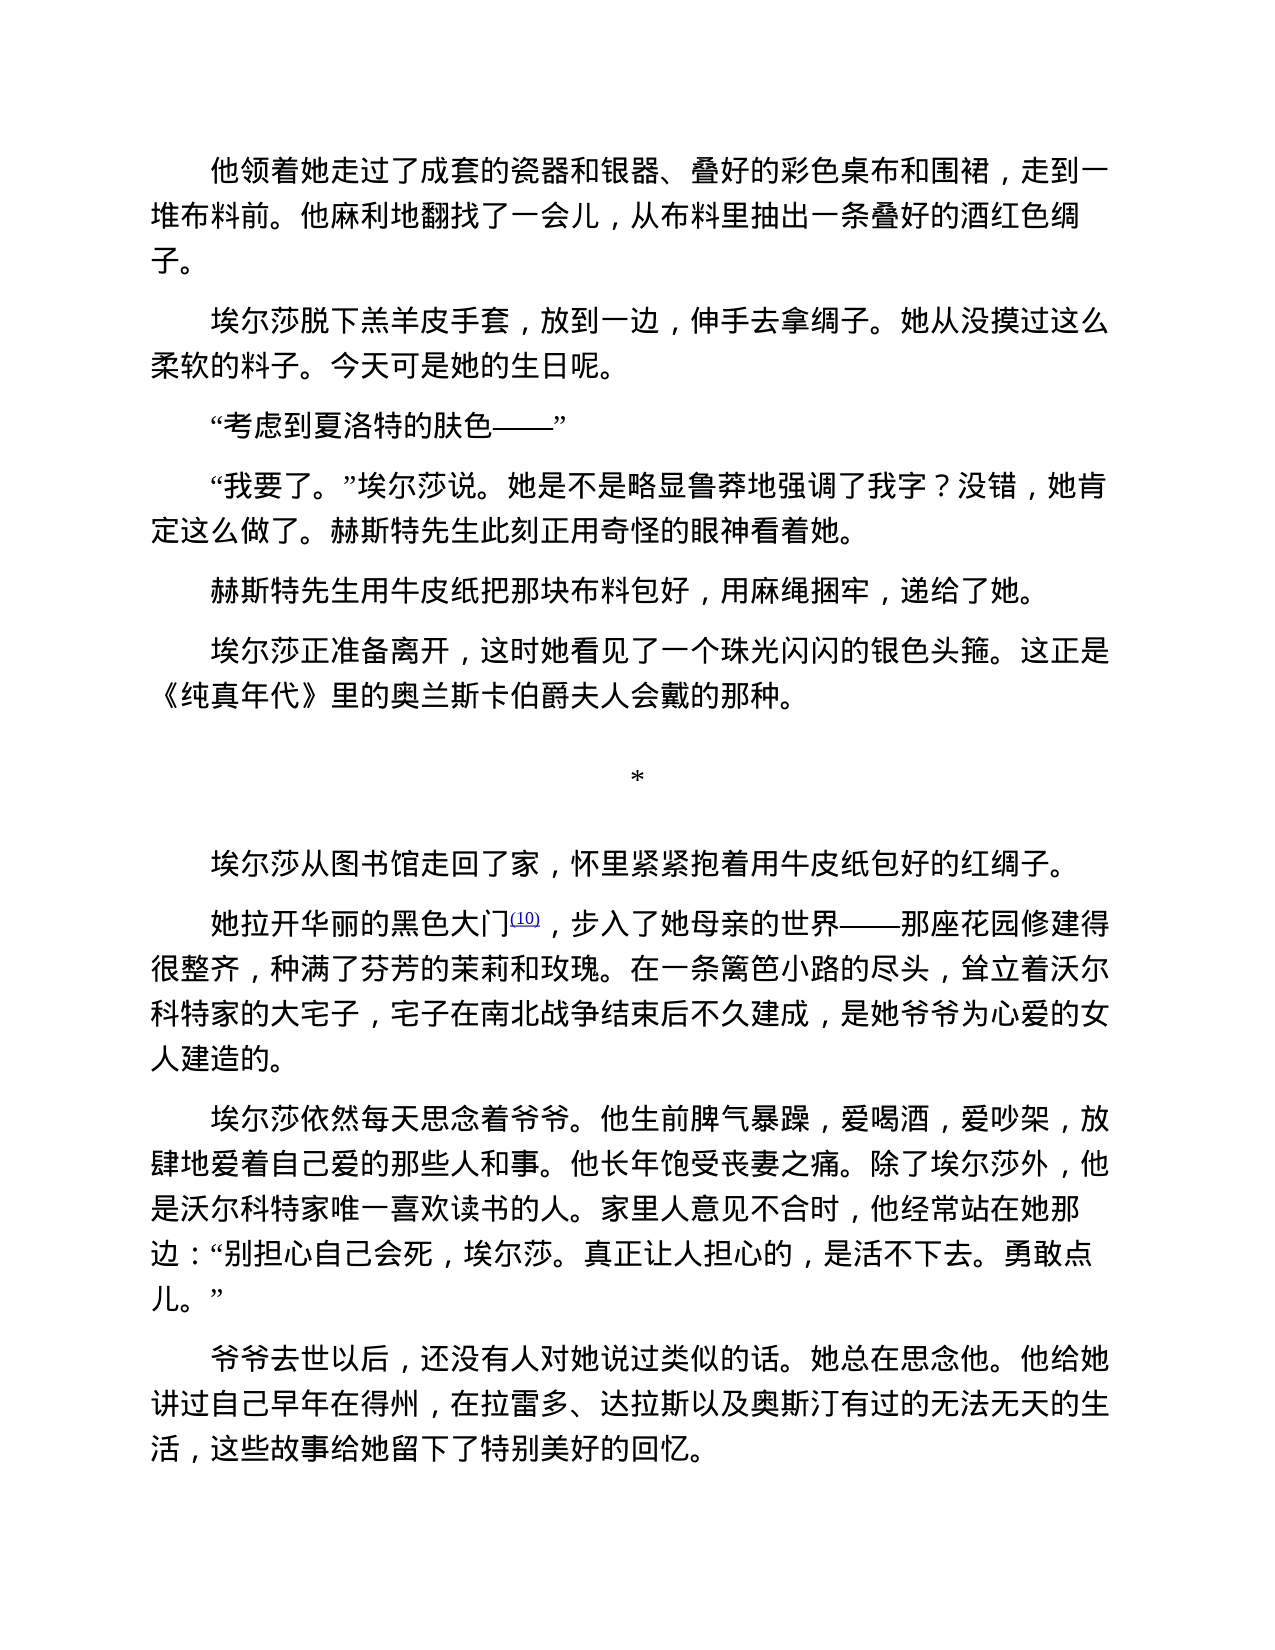 他领着她走过了成套的瓷器和银器、叠好的彩色桌布和围裙，走到一
堆布料前。他麻利地翻找了一会儿，从布料里抽出一条叠好的酒红色绸
子。
埃尔莎脱下羔羊皮手套，放到一边，伸手去拿绸子。她从没摸过这么
柔软的料子。今天可是她的生日呢。
“考虑到夏洛特的肤色——”
“我要了。”埃尔莎说。她是不是略显鲁莽地强调了我字？没错，她肯
定这么做了。赫斯特先生此刻正用奇怪的眼神看着她。
赫斯特先生用牛皮纸把那块布料包好，用麻绳捆牢，递给了她。
埃尔莎正准备离开，这时她看见了一个珠光闪闪的银色头箍。这正是
《纯真年代》里的奥兰斯卡伯爵夫人会戴的那种。
*
埃尔莎从图书馆走回了家，怀里紧紧抱着用牛皮纸包好的红绸子。
她拉开华丽的黑色大门(10)，步入了她母亲的世界——那座花园修建得
很整齐，种满了芬芳的茉莉和玫瑰。在一条篱笆小路的尽头，耸立着沃尔
科特家的大宅子，宅子在南北战争结束后不久建成，是她爷爷为心爱的女
人建造的。
埃尔莎依然每天思念着爷爷。他生前脾气暴躁，爱喝酒，爱吵架，放
肆地爱着自己爱的那些人和事。他长年饱受丧妻之痛。除了埃尔莎外，他
是沃尔科特家唯一喜欢读书的人。家里人意见不合时，他经常站在她那
边：“别担心自己会死，埃尔莎。真正让人担心的，是活不下去。勇敢点
儿。”
爷爷去世以后，还没有人对她说过类似的话。她总在思念他。他给她
讲过自己早年在得州，在拉雷多、达拉斯以及奥斯汀有过的无法无天的生
活，这些故事给她留下了特别美好的回忆。